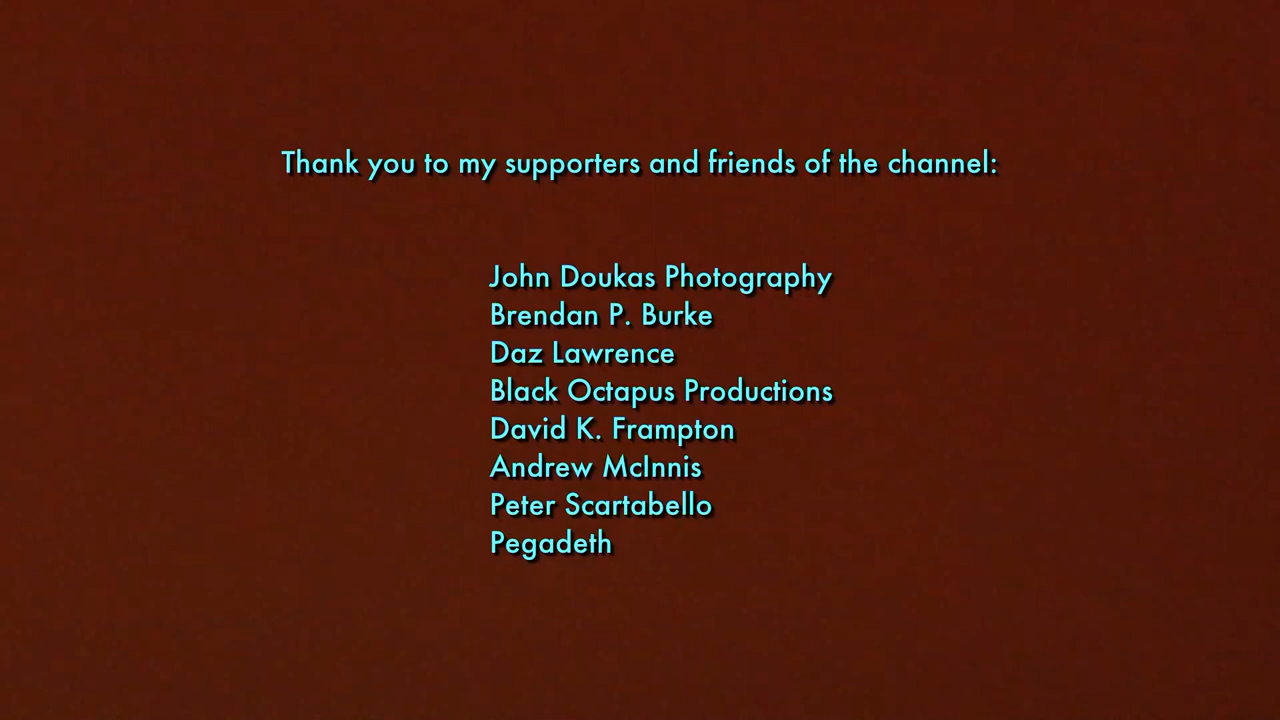 Thank you to my supporters and friends of the channel:
John Doukas Photography
Brendan P. Burke
Daz Lawrence
Black Octapus Productions
David K. Frampton
Andrew McInnis
Peter Scartabello
Pegadeth